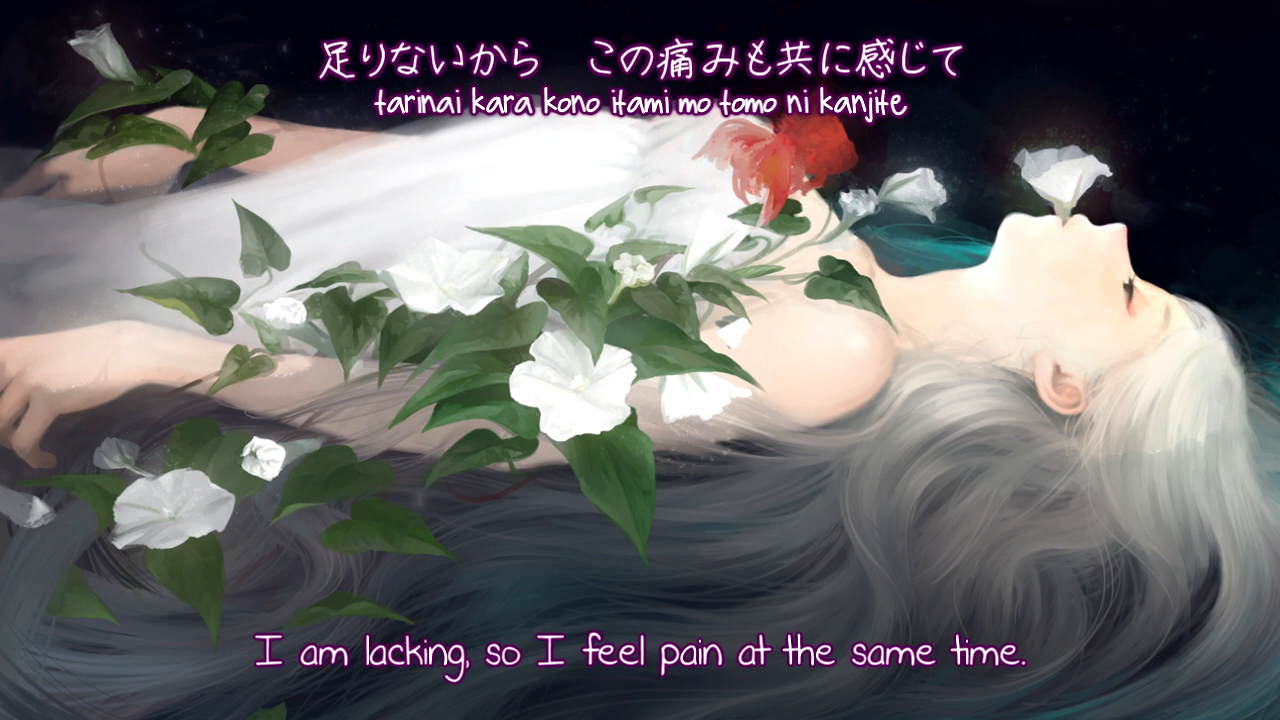 足りないから　この痛みも共に感じて
tarinai kara kono itami mo tomo ni kanjite
I am lacking, so I feel pain at the same time.